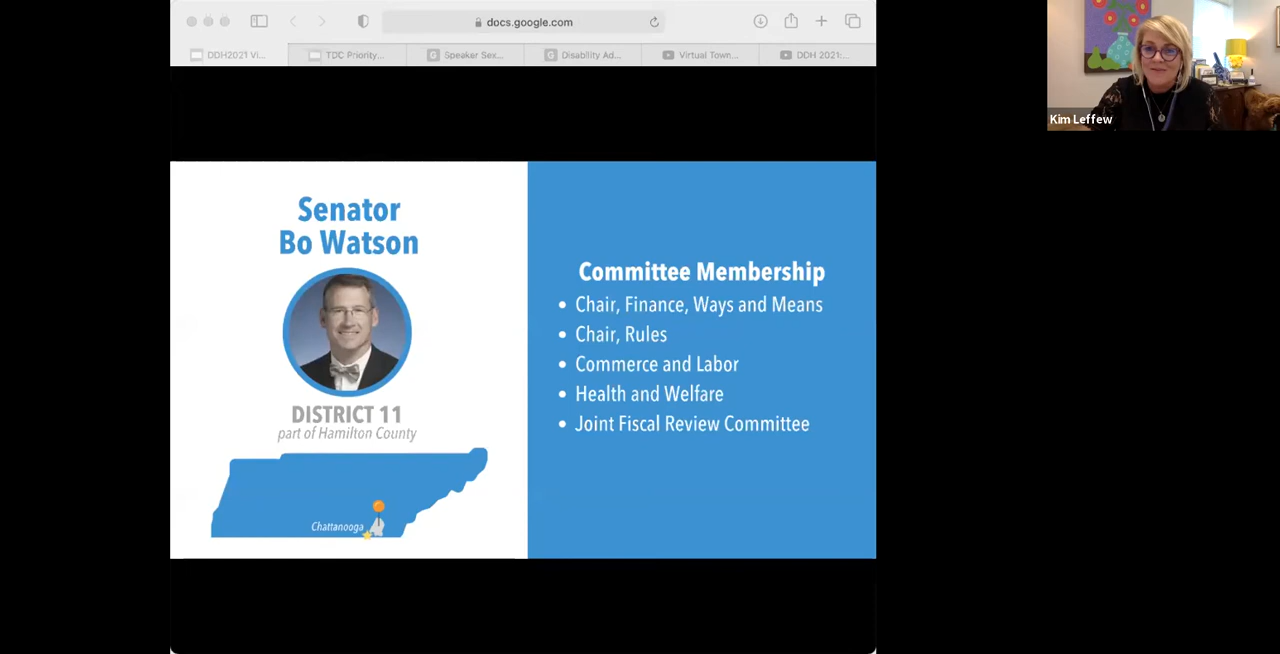 docs.google.com
DDH2021 Vi...
TDC Priority...
Speaker Sex...
Disability Ad...
Virtual Town...
DDH 2021:...
Kim Leffew
Senator
Bo Watson
DISTRICT 11
part of Hamilton County
Chattanooga
Committee Membership
• Chair, Finance, Ways and Means
• Chair, Rules
• Commerce and Labor
• Health and Welfare
• Joint Fiscal Review Committee